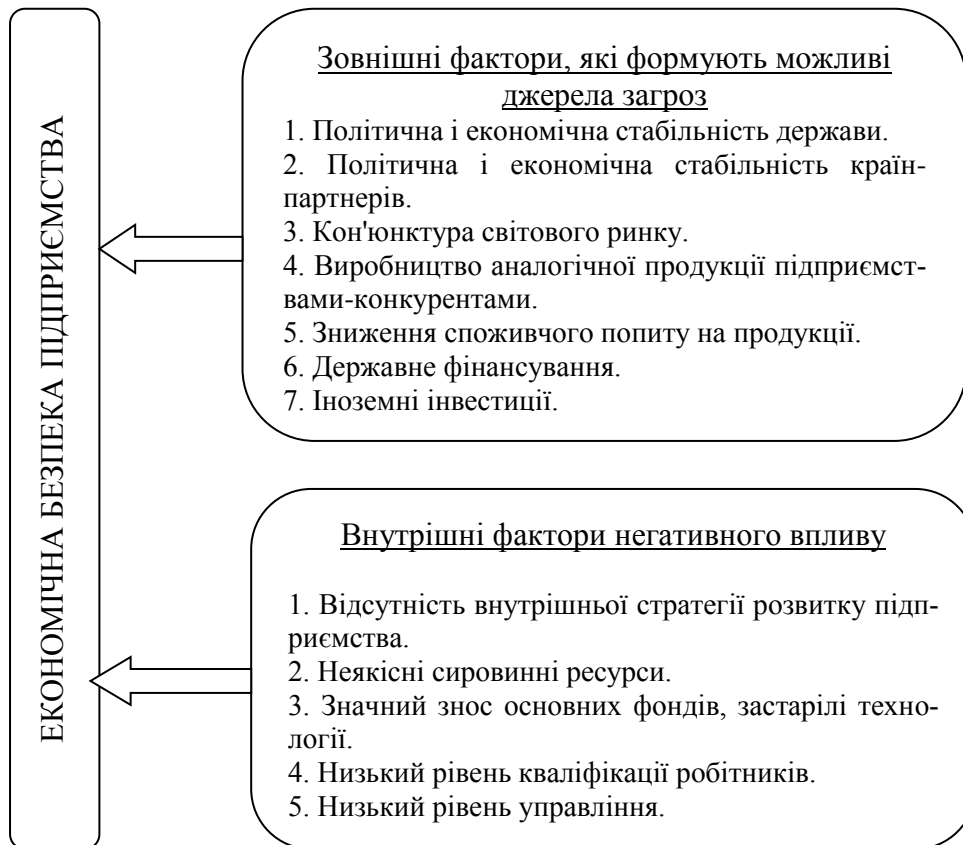 ЕКОНОМІЧНА БЕЗПЕКА ПІДПРИЄМСТВА
Зовнішні фактори, які формують можливі
джерела загроз
1. Політична і економічна стабільність держави.
2. Політична і економічна стабільність країн-
партнерів.
3. Кон'юнктура світового ринку.
4. Виробництво аналогічної продукції підприємст-
вами-конкурентами.
5. Зниження споживчого попиту на продукції.
6. Державне фінансування.
7. Іноземні інвестиції.
Внутрішні фактори негативного впливу
1. Відсутність внутрішньої стратегії розвитку підп-
риємства.
2. Неякісні сировинні ресурси.
3. Значний знос основних фондів, застарілі техно-
логії.
4. Низький рівень кваліфікації робітників.
5. Низький рівень управління.